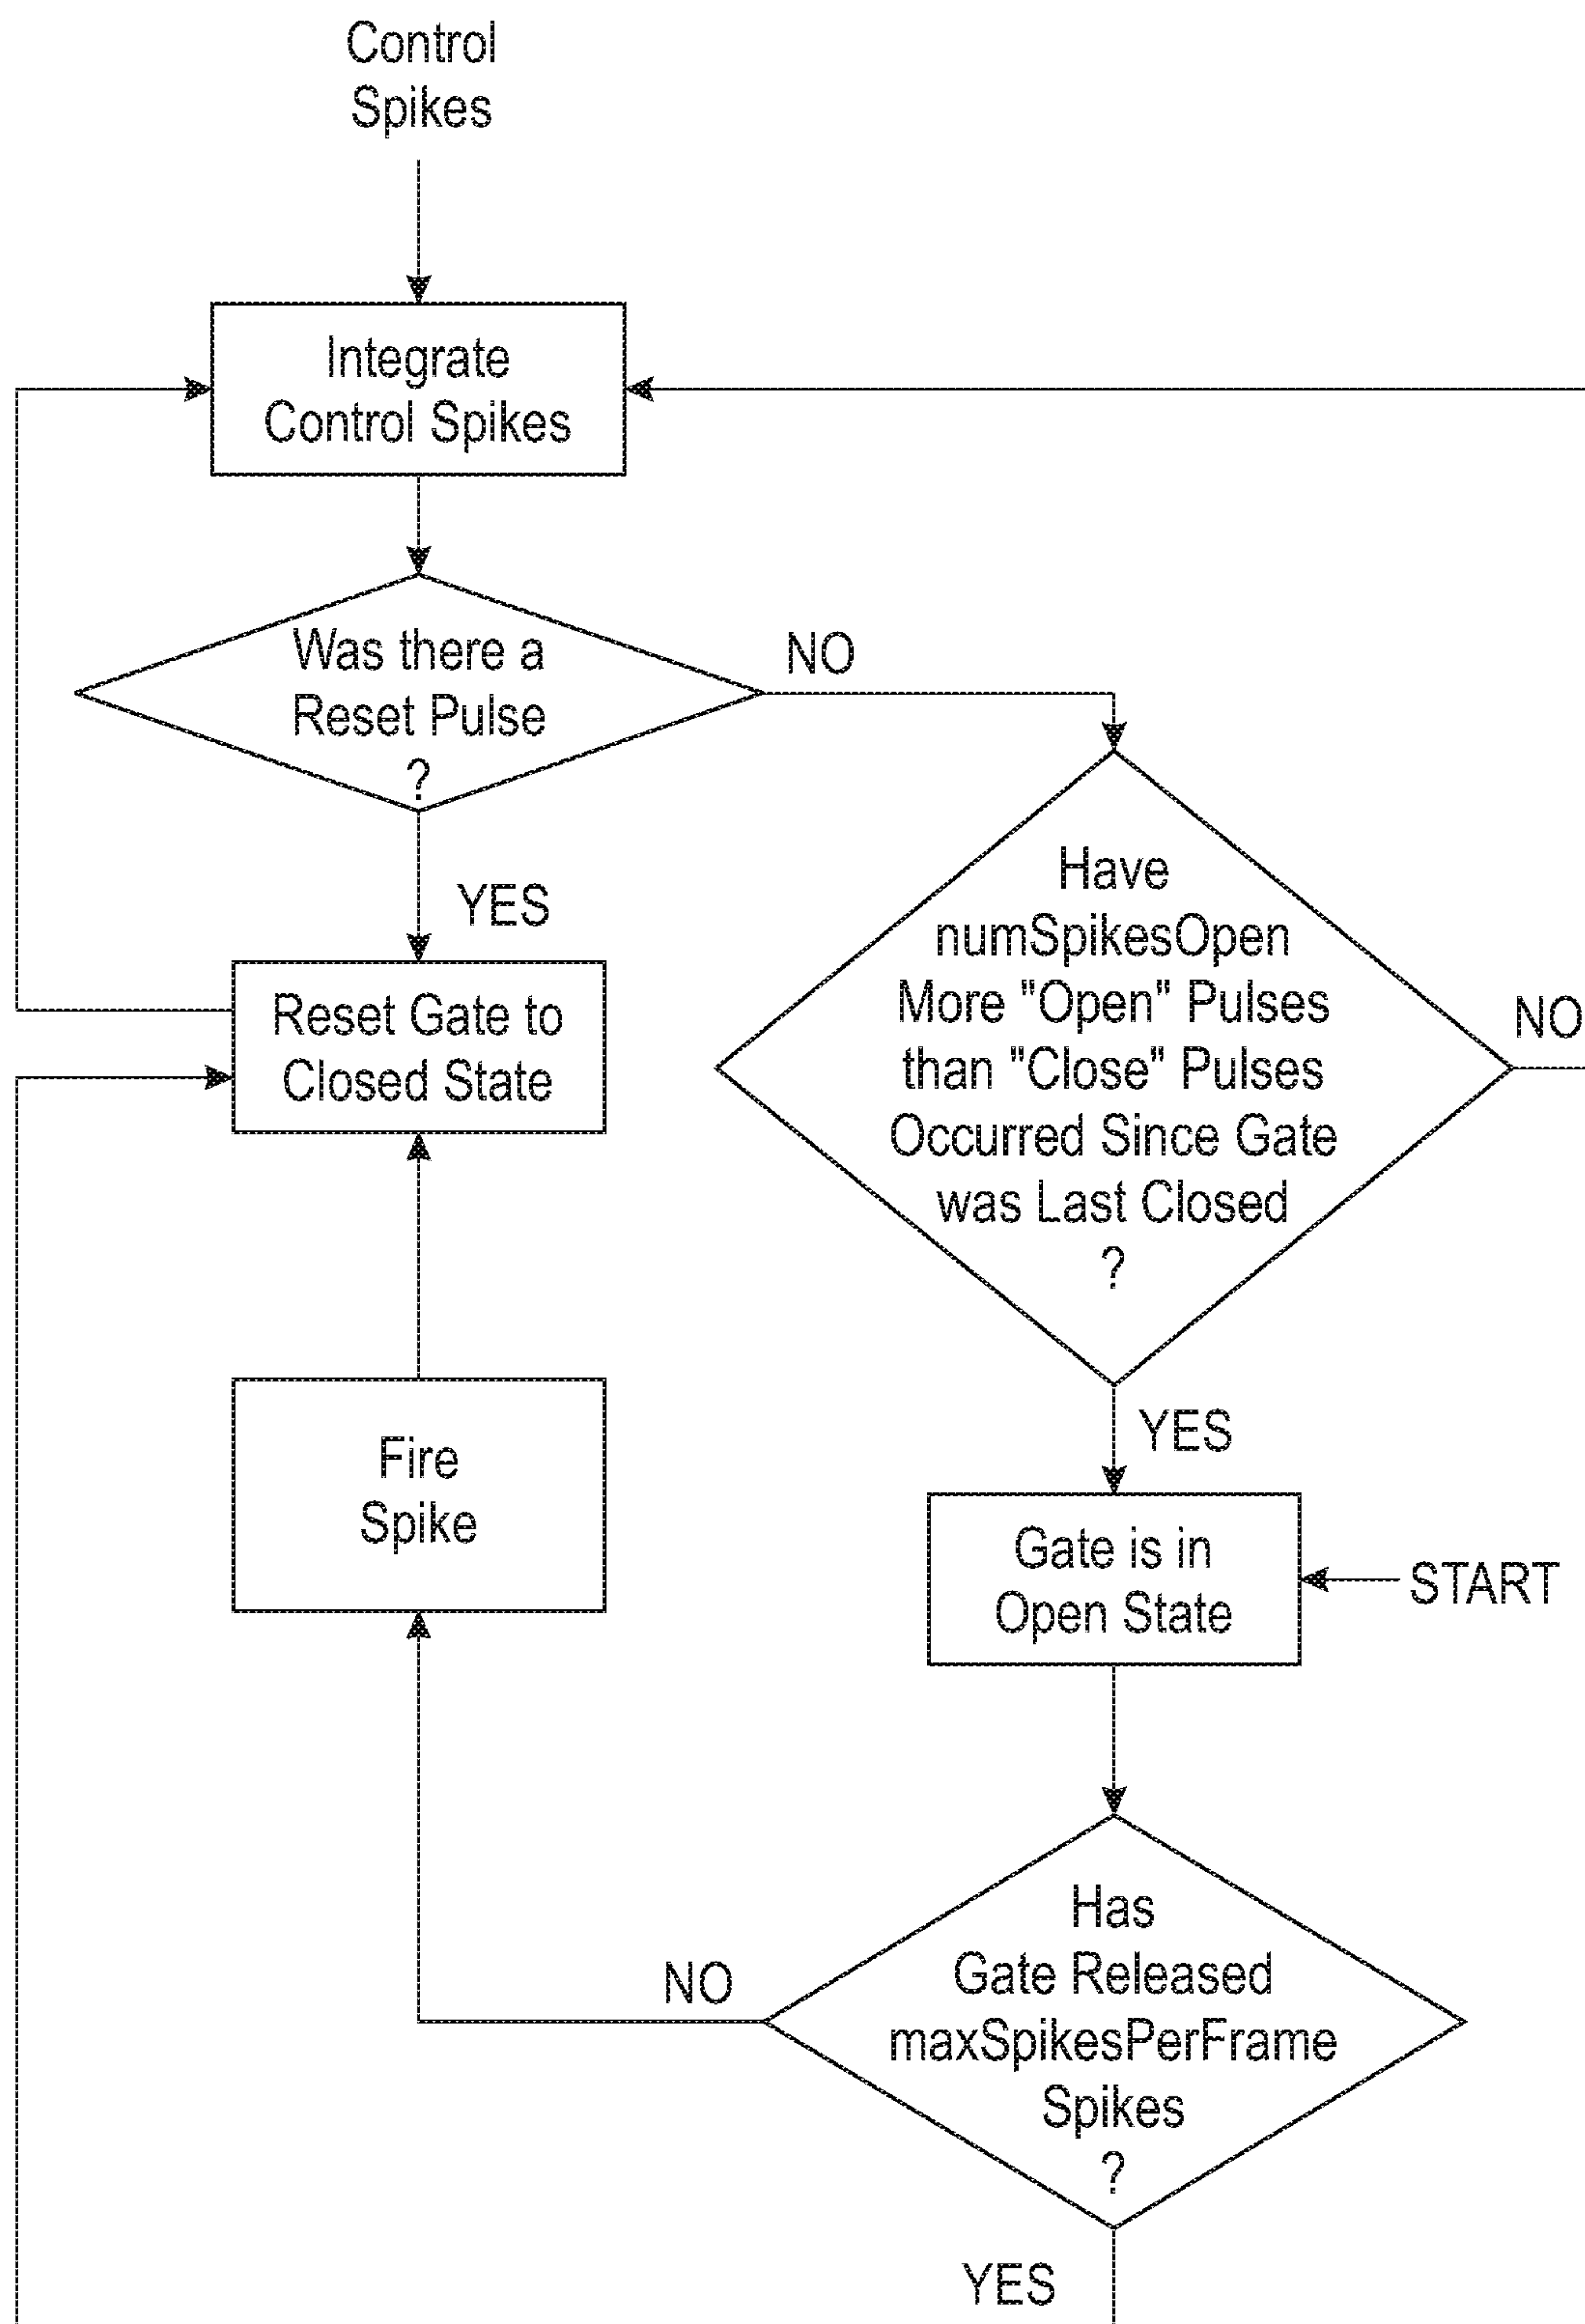 Control
Spikes
Integrate
Control Spikes
Was there a
Reset Pulse
?
NO
YES
Have
numSpikesOpen
More "Open" Pulses
than "Close" Pulses
Occurred Since Gate
was Last Closed
?
NO
Reset Gate to
Closed State
YES
Fire
Spike
Gate is in
Open State
START
Has
Gate Released
maxSpikesPerFrame
Spikes
?
NO
YES